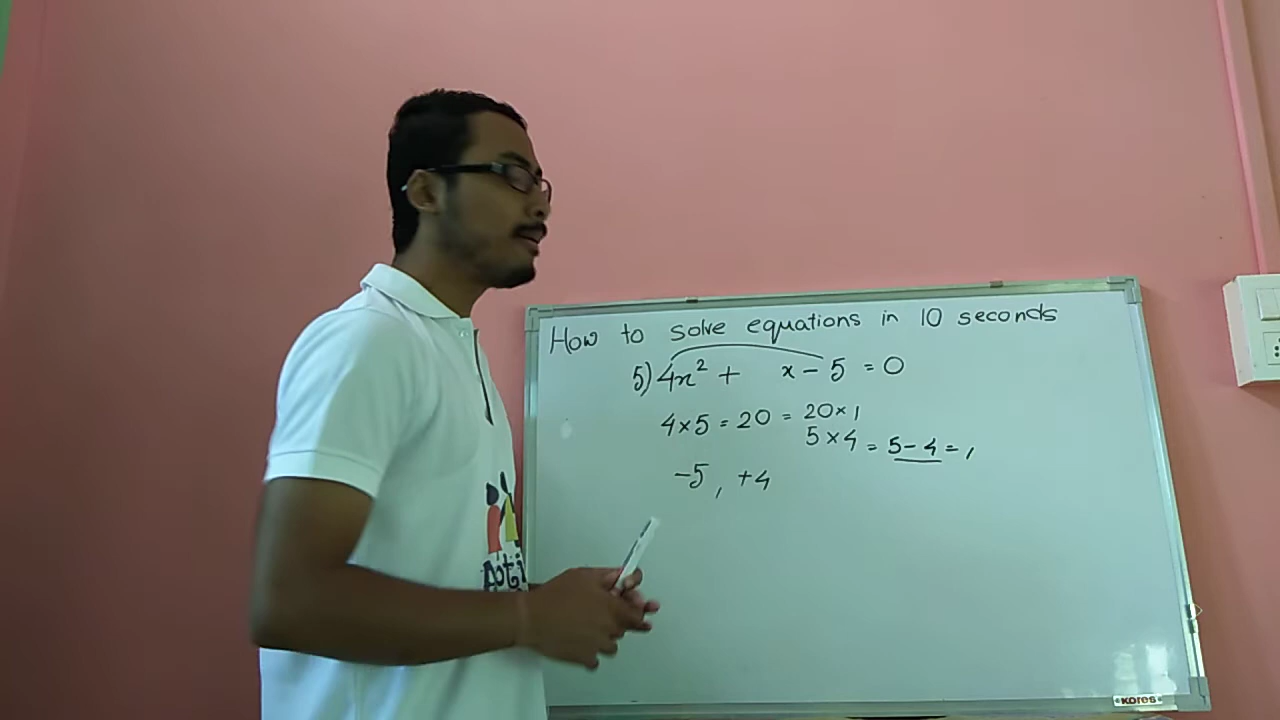 How to solve equations in 10 seconds
5) 4x² + x - 5 = 0
4×5 = 20 = 20×1
5×4 = 5-4 = 1
-5, +4
Kores